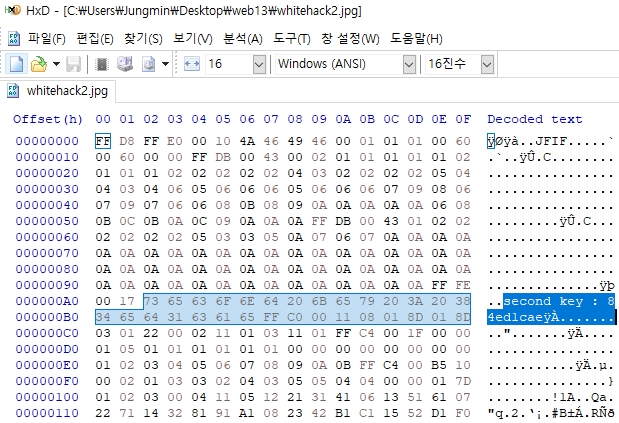 HxD - [C:₩Users₩Jungmin₩Desktop₩web13₩whitehack2.jpg]
파일(F) 편집(E) 찾기(S) 보기(V) 분석(A) 도구(T) 창 설정(W) 도움말(H)
16 Windows (ANSI) 16진수
whitehack2.jpg
Offset(h) 00 01 02 03 04 05 06 07 08 09 0A 0B 0C 0D 0E 0F Decoded text
00000000 FF D8 FF E0 00 10 4A 46 49 46 00 01 01 01 00 60 ÿØÿà..JFIF.....`
00000010 00 60 00 00 FF DB 00 43 00 02 01 01 01 01 01 02 .`..ÿÛ.C........
00000020 01 01 01 02 02 02 02 02 04 03 02 02 02 02 05 04 ................
00000030 04 03 04 06 05 06 06 06 05 06 06 06 07 09 08 06 ................
00000040 07 09 07 06 06 08 0B 08 09 0A 0A 0A 0A 0A 06 08 ................
00000050 0B 0C 0B 0A 0C 09 0A 0A 0A FF DB 00 43 01 02 02 .........ÿÛ.C...
00000060 02 02 02 02 05 03 03 05 0A 07 06 07 0A 0A 0A 0A ................
00000070 0A 0A 0A 0A 0A 0A 0A 0A 0A 0A 0A 0A 0A 0A 0A 0A ................
00000080 0A 0A 0A 0A 0A 0A 0A 0A 0A 0A 0A 0A 0A 0A 0A 0A ................
00000090 0A 0A 0A 0A 0A 0A 0A 0A 0A 0A 0A 0A 0A 0A FF FE ..............ÿþ
000000A0 00 17 73 65 63 6F 6E 64 20 6B 65 79 20 3A 20 38 ..second key : 8
000000B0 34 65 64 31 63 61 65 FF C0 00 11 08 01 8D 01 8D 4ed1caeÿÀ.......
000000C0 03 01 22 00 02 11 01 03 11 01 FF C4 00 1F 00 00 ..".......ÿÄ....
000000D0 01 05 01 01 01 01 01 01 00 00 00 00 00 00 00 00 ................
000000E0 01 02 03 04 05 06 07 08 09 0A 0B FF C4 00 B5 10 ...........ÿÄ.µ.
000000F0 00 02 01 03 03 02 04 03 05 05 04 04 00 00 01 7D ...............}
00000100 01 02 03 00 04 11 05 12 21 31 41 06 13 51 61 07 ........!1A..Qa.
00000110 22 71 14 32 81 91 A1 08 23 42 B1 C1 15 52 D1 F0 "q.2.‘¡.#B±Á.RÑð